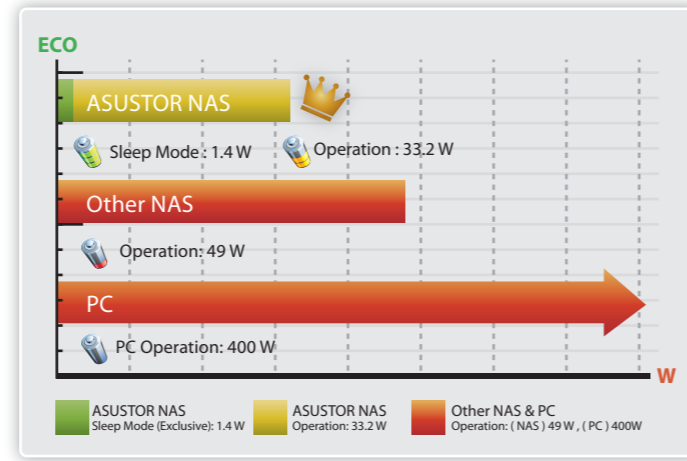 ECO
ASUSTOR NAS
Sleep Mode : 1.4 W Operation : 33.2 W
Other NAS
Operation: 49 W
PC
PC Operation: 400 W
W
ASUSTOR NAS
Sleep Mode (Exclusive): 1.4 W
ASUSTOR NAS
Operation: 33.2 W
Other NAS & PC
Operation: ( NAS ) 49 W , ( PC ) 400W